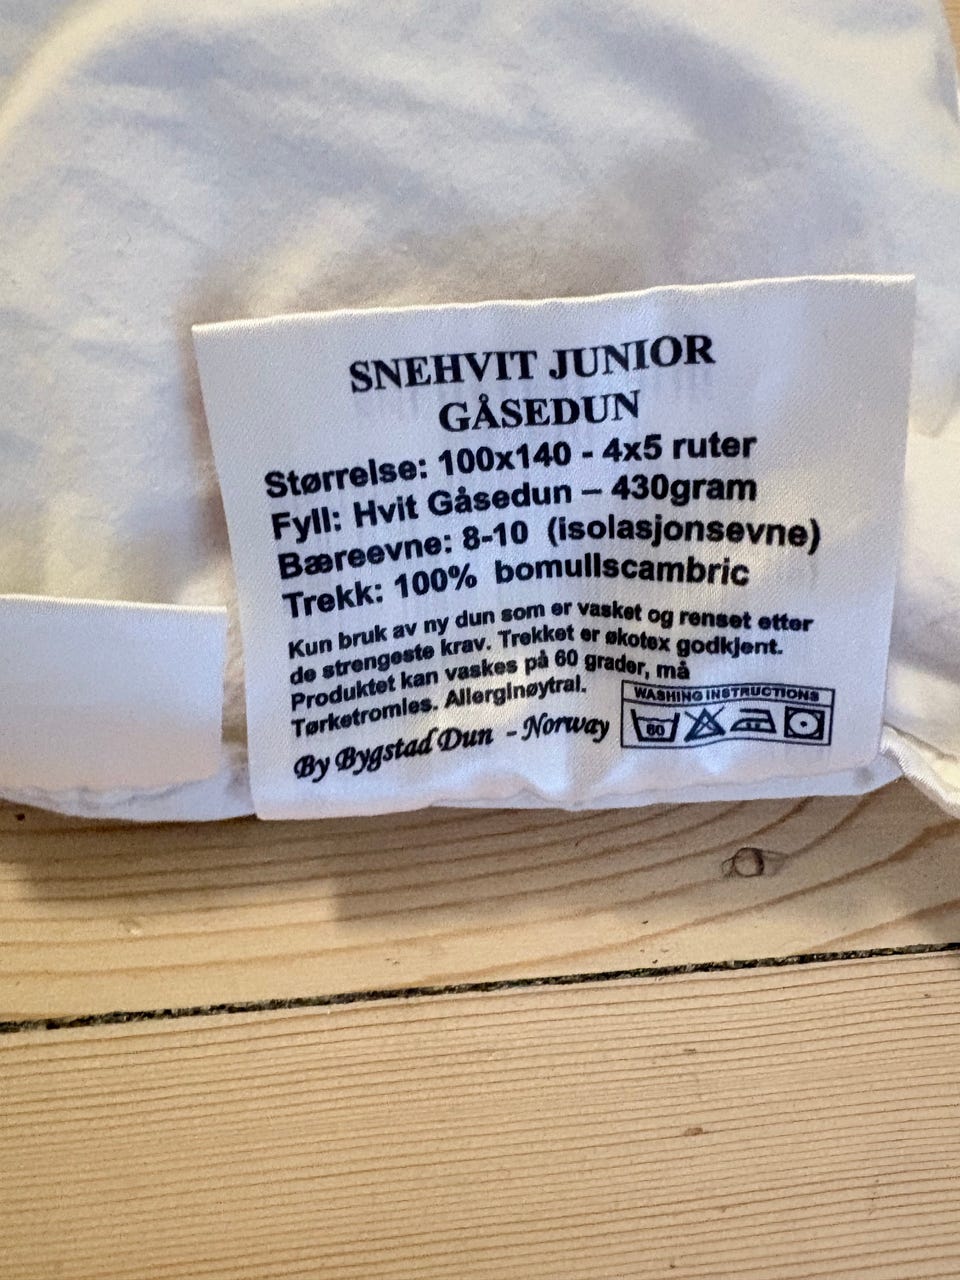 SNEHVIT JUNIOR
GÅSEDUN
Størrelse: 100x140 - 4x5 ruter
Fyll: Hvit Gåsedun – 430gram
Bæreevne: 8-10 (isolasjonsevne)
Trekk: 100% bomullscambric
Kun bruk av ny dun som er vasket og renset etter
de strengeste krav. Trekket er økotex godkjent.
Produktet kan vaskes på 60 grader, må
Tørketromles. Allerginøytral.
By Bygstad Dun - Norway
WASHING INSTRUCTIONS
60